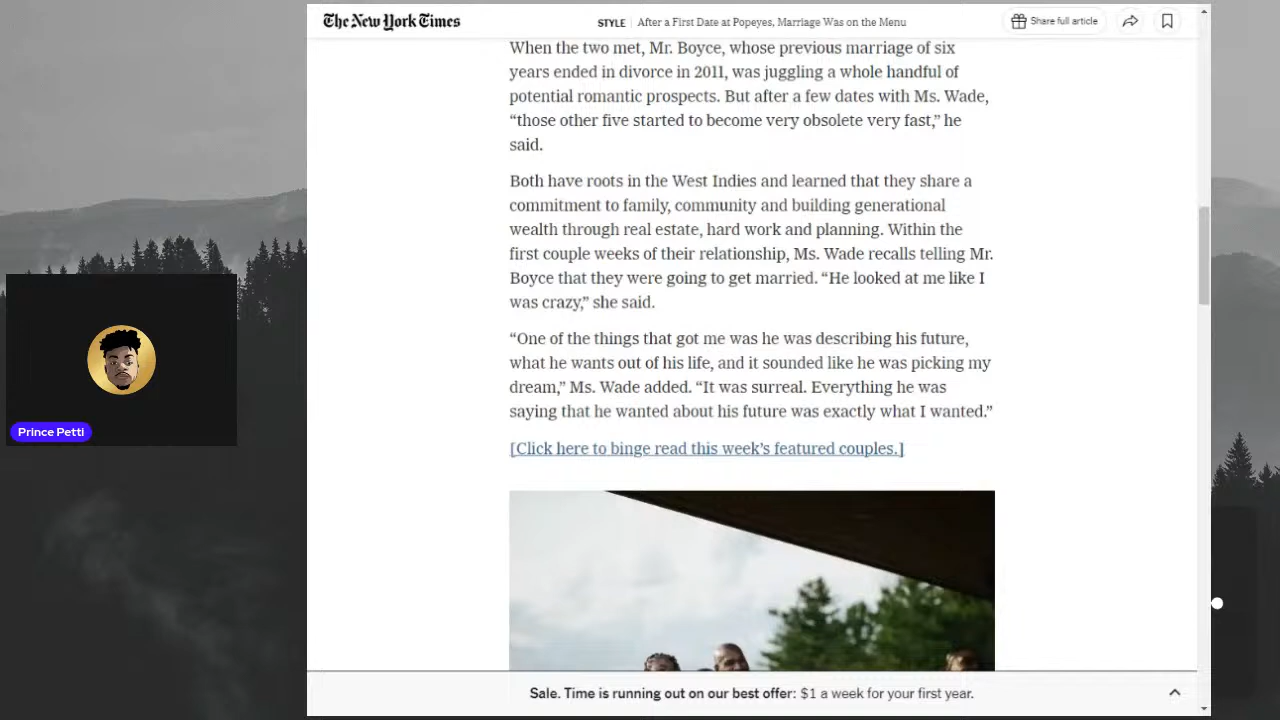 The New York Times
STYLE | After a First Date at Popeyes, Marriage Was on the Menu
Share full article
When the two met, Mr. Boyce, whose previous marriage of six
years ended in divorce in 2011, was juggling a whole handful of
potential romantic prospects. But after a few dates with Ms. Wade,
“those other five started to become very obsolete very fast,” he
said.
Both have roots in the West Indies and learned that they share a
commitment to family, community and building generational
wealth through real estate, hard work and planning. Within the
first couple weeks of their relationship, Ms. Wade recalls telling Mr.
Boyce that they were going to get married. “He looked at me like I
was crazy,” she said.
“One of the things that got me was he was describing his future,
what he wants out of his life, and it sounded like he was picking my
dream,” Ms. Wade added. “It was surreal. Everything he was
saying that he wanted about his future was exactly what I wanted.”
[Click here to binge read this week’s featured couples.]
Prince Petti
Sale. Time is running out on our best offer: $1 a week for your first year.